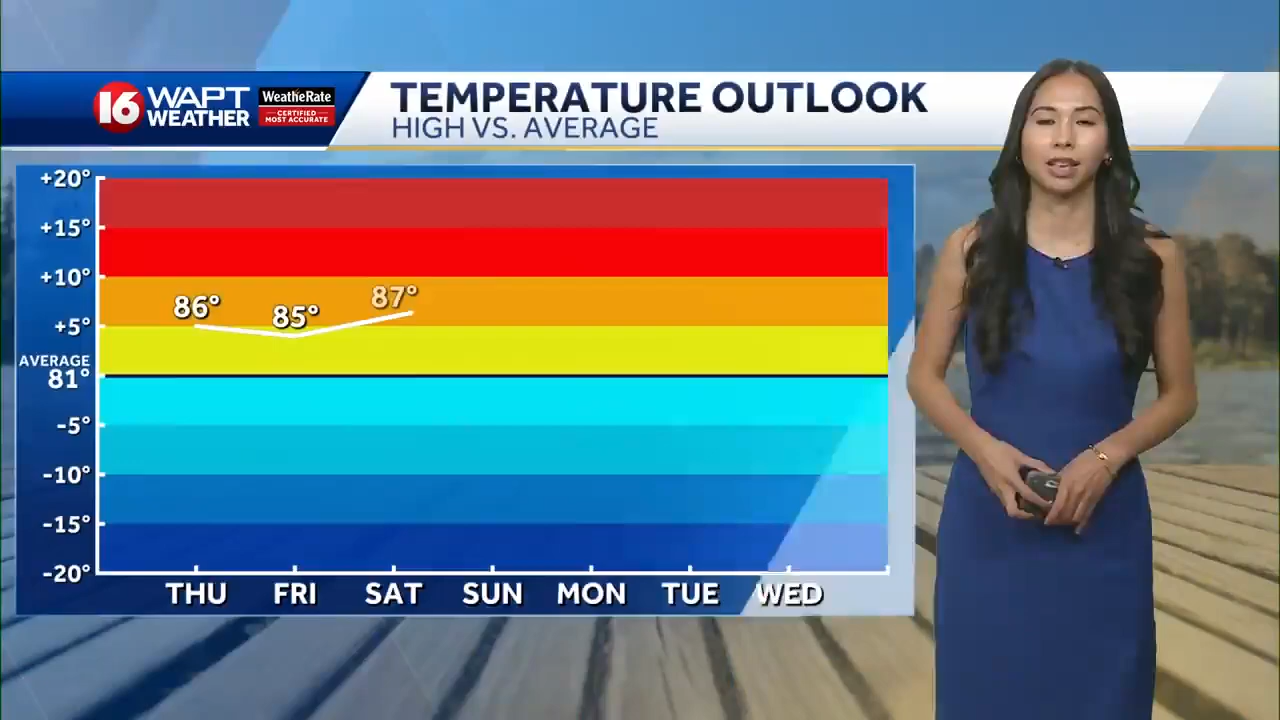 16 WAPT WEATHER
WeatheRate
CERTIFIED
MOST ACCURATE
TEMPERATURE OUTLOOK
HIGH VS. AVERAGE
+20°
+15°
+10°
+5°
AVERAGE
81°
-5°
-10°
-15°
-20°
86°
85°
87°
THU FRI SAT SUN MON TUE WED